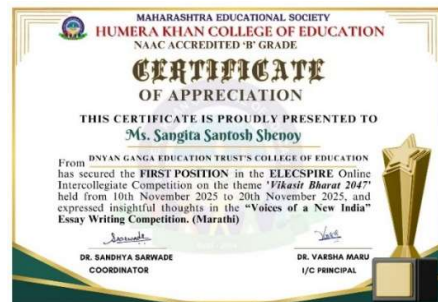 MAHARASHTRA EDUCATIONAL SOCIETY
HUMERA KHAN COLLEGE OF EDUCATION
NAAC ACCREDITED 'B' GRADE
CERTIFICATE
OF APPRECIATION
THIS CERTIFICATE IS PROUDLY PRESENTED TO
Ms. Sangita Santosh Shenoy
From DNYAN GANGA EDUCATION TRUST'S COLLEGE OF EDUCATION
has secured the FIRST POSITION in the ELECSPIRE Online
Intercollegiate Competition on the theme 'Vikasit Bharat 2047'
held from 10th November 2025 to 20th November 2025, and
expressed insightful thoughts in the “Voices of a New India”
Essay Writing Competition. (Marathi)
Sarwade
DR. SANDHYA SARWADE
COORDINATOR
DR. VARSHA MARU
I/C PRINCIPAL